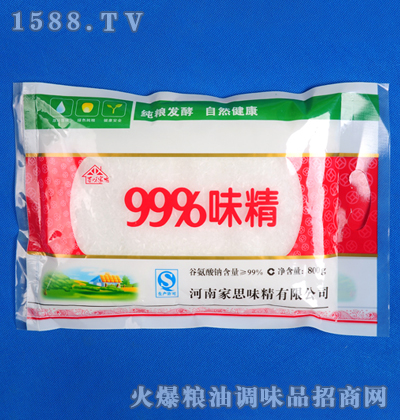 1588.TV
纯粮发酵 自然健康
99%味精
谷氨酸钠含量≥99% 净含量:800g
河南家思味精有限公司
火爆粮油调味品招商网